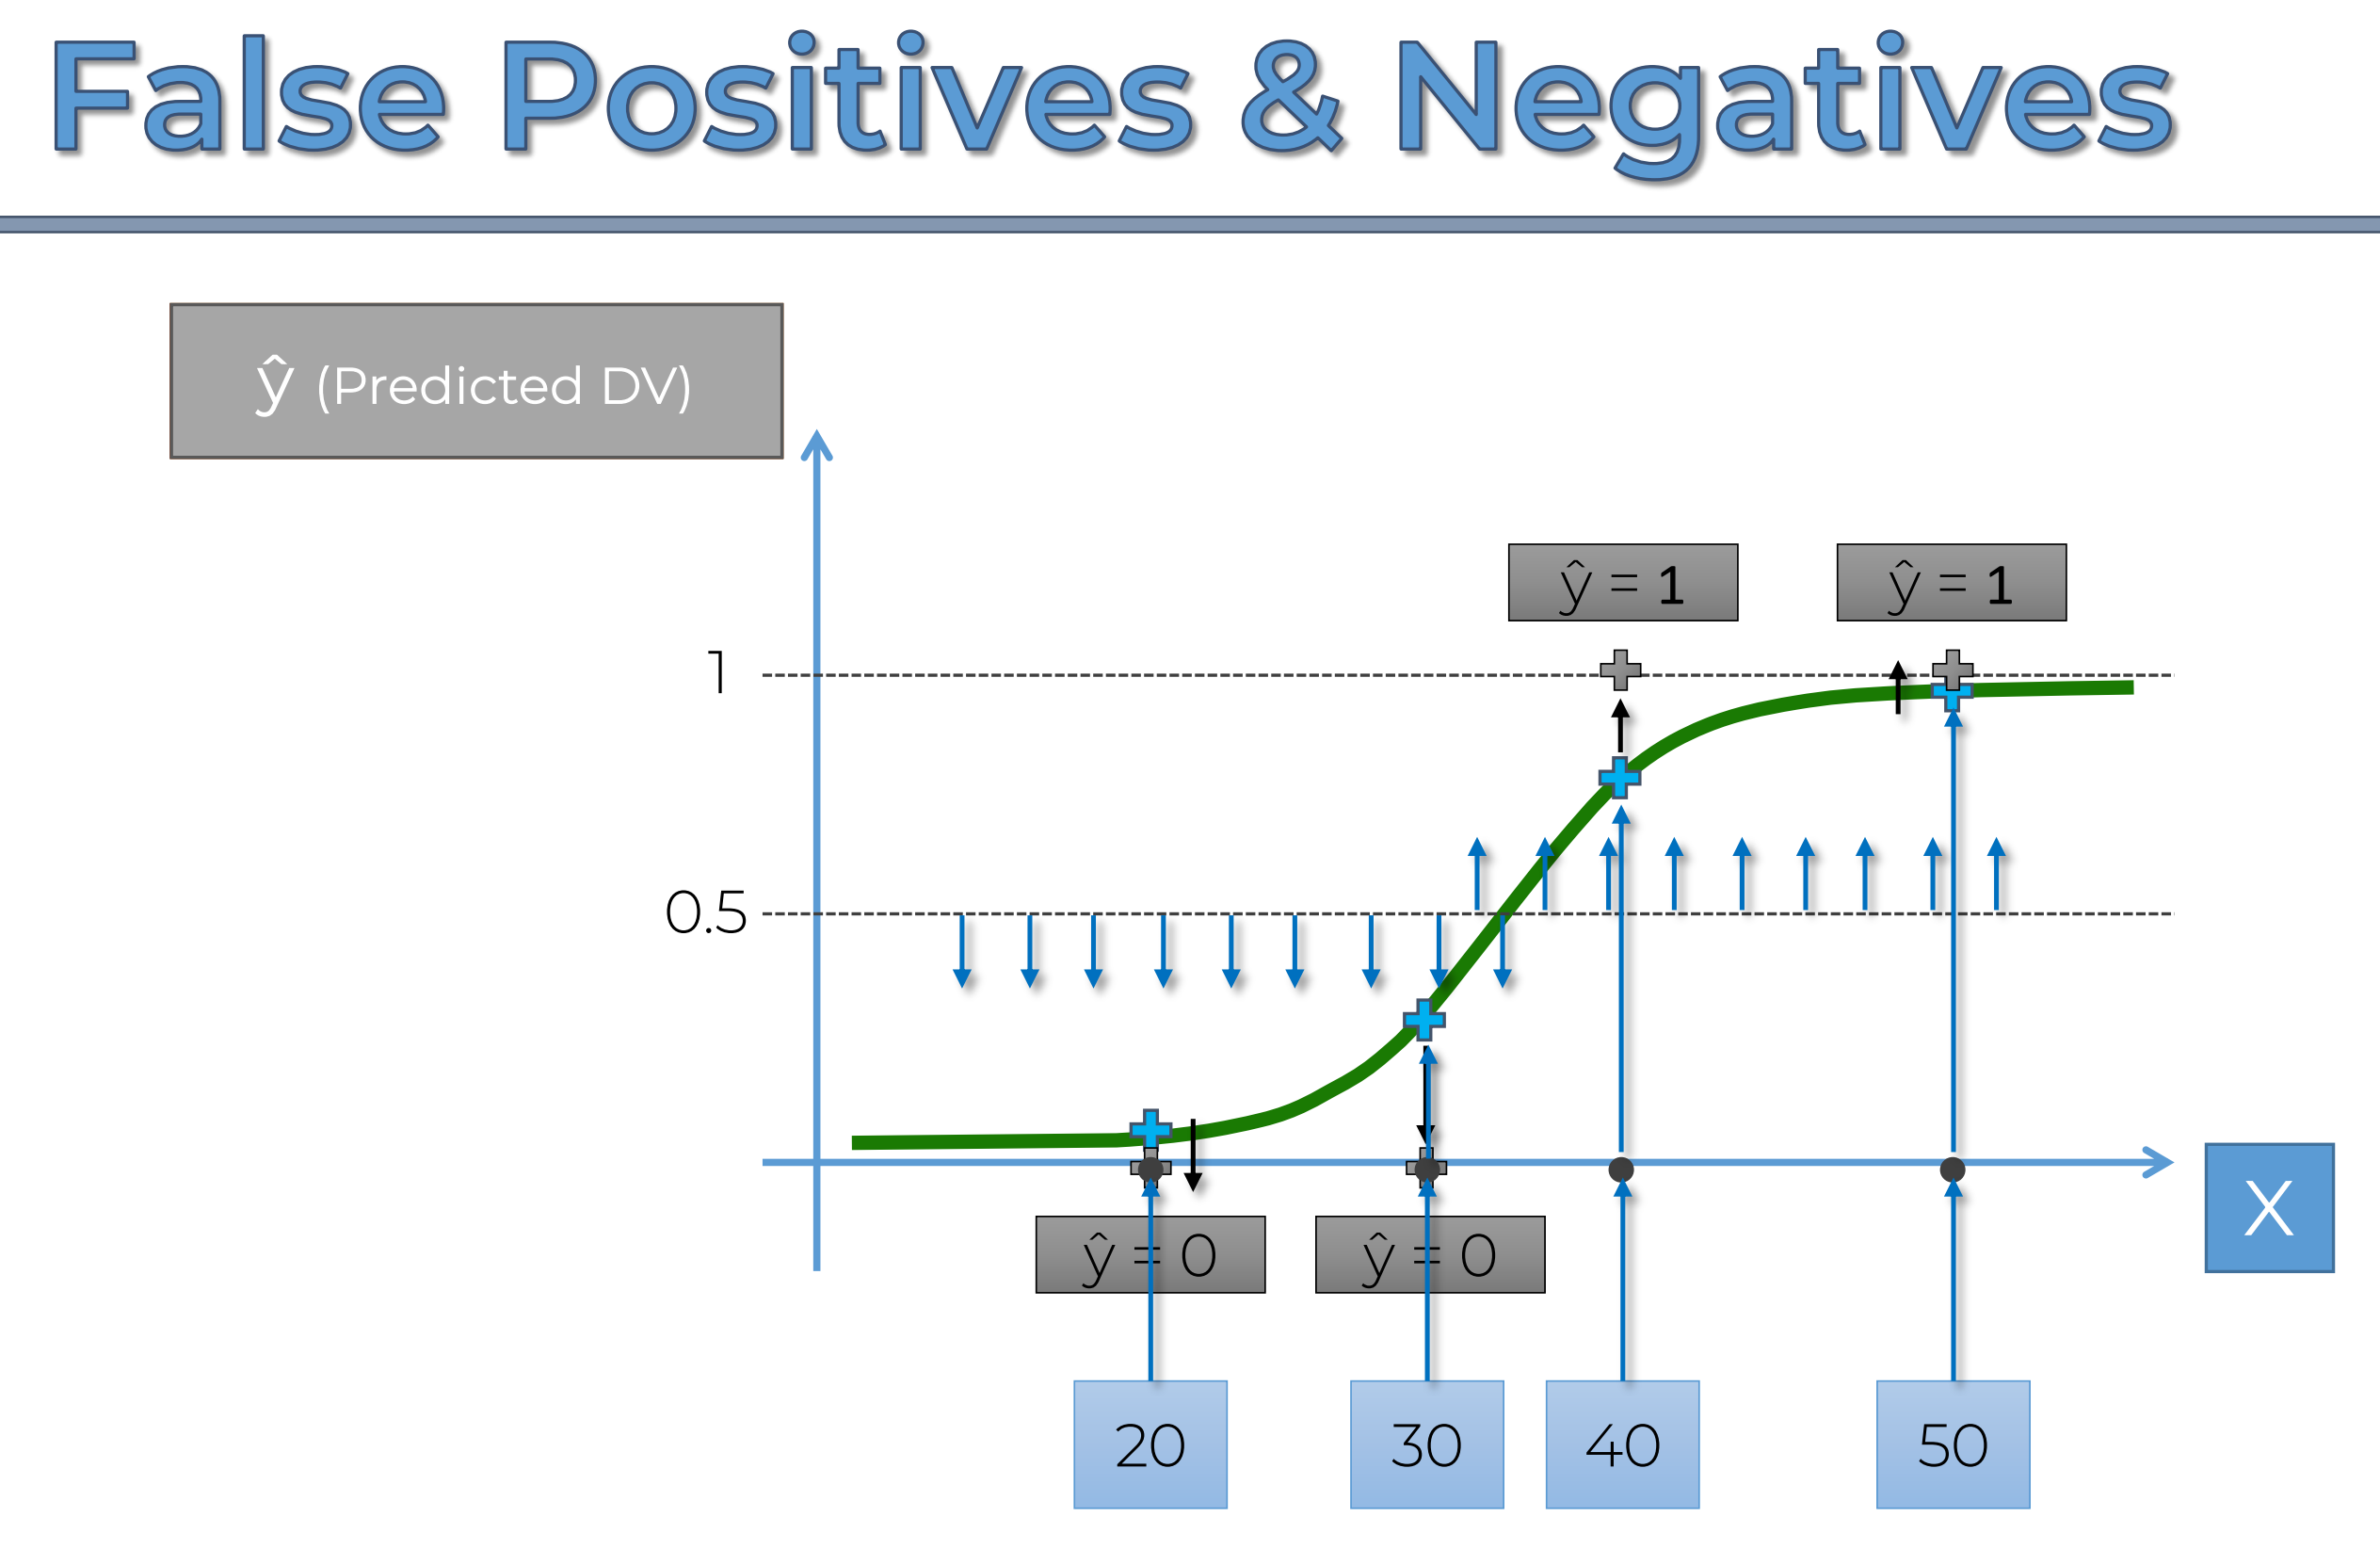 False Positives & Negatives
ŷ (Predicted DV)
ŷ = 1
ŷ = 1
1
0.5
X
ŷ = 0
ŷ = 0
20
30
40
50